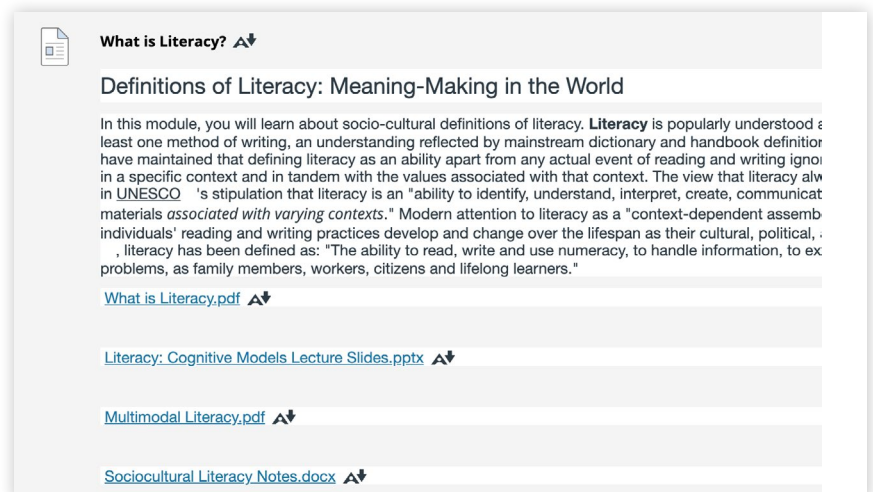 What is Literacy?
Definitions of Literacy: Meaning-Making in the World
In this module, you will learn about socio-cultural definitions of literacy. Literacy is popularly understood
least one method of writing, an understanding reflected by mainstream dictionary and handbook definition
have maintained that defining literacy as an ability apart from any actual event of reading and writing
in a specific context and in tandem with the values associated with that context. The view that literacy
in UNESCO 's stipulation that literacy is an "ability to identify, understand, interpret, create,
materials associated with varying contexts." Modern attention to literacy as a "context-dependent
individuals' reading and writing practices develop and change over the lifespan as their cultural, political,
, literacy has been defined as: "The ability to read, write and use numeracy, to handle information, to
problems, as family members, workers, citizens and lifelong learners."
What is Literacy.pdf
Literacy: Cognitive Models Lecture Slides.pptx
Multimodal Literacy.pdf
Sociocultural Literacy Notes.docx